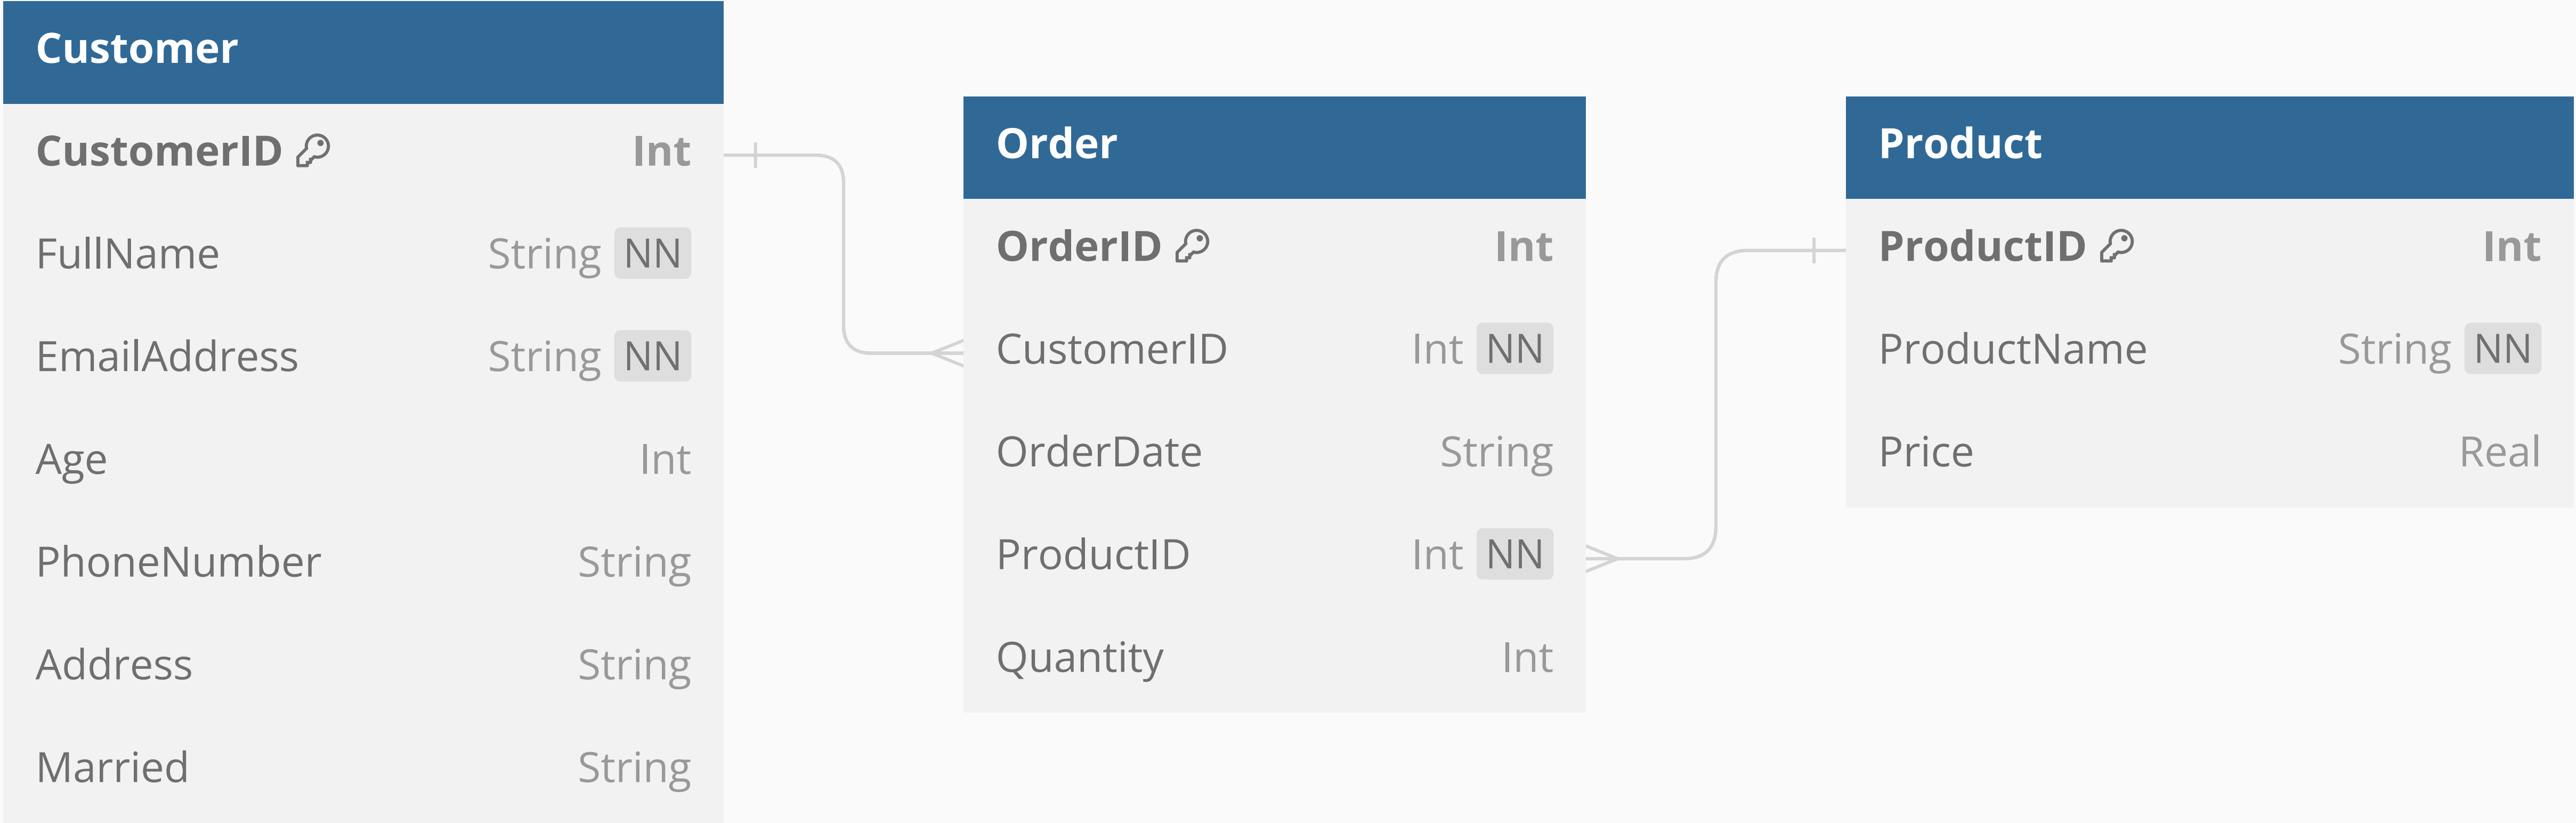 Customer
CustomerID Int
FullName String NN
EmailAddress String NN
Age Int
PhoneNumber String
Address String
Married String
Order
OrderID Int
CustomerID Int NN
OrderDate String
ProductID Int NN
Quantity Int
Product
ProductID Int
ProductName String NN
Price Real